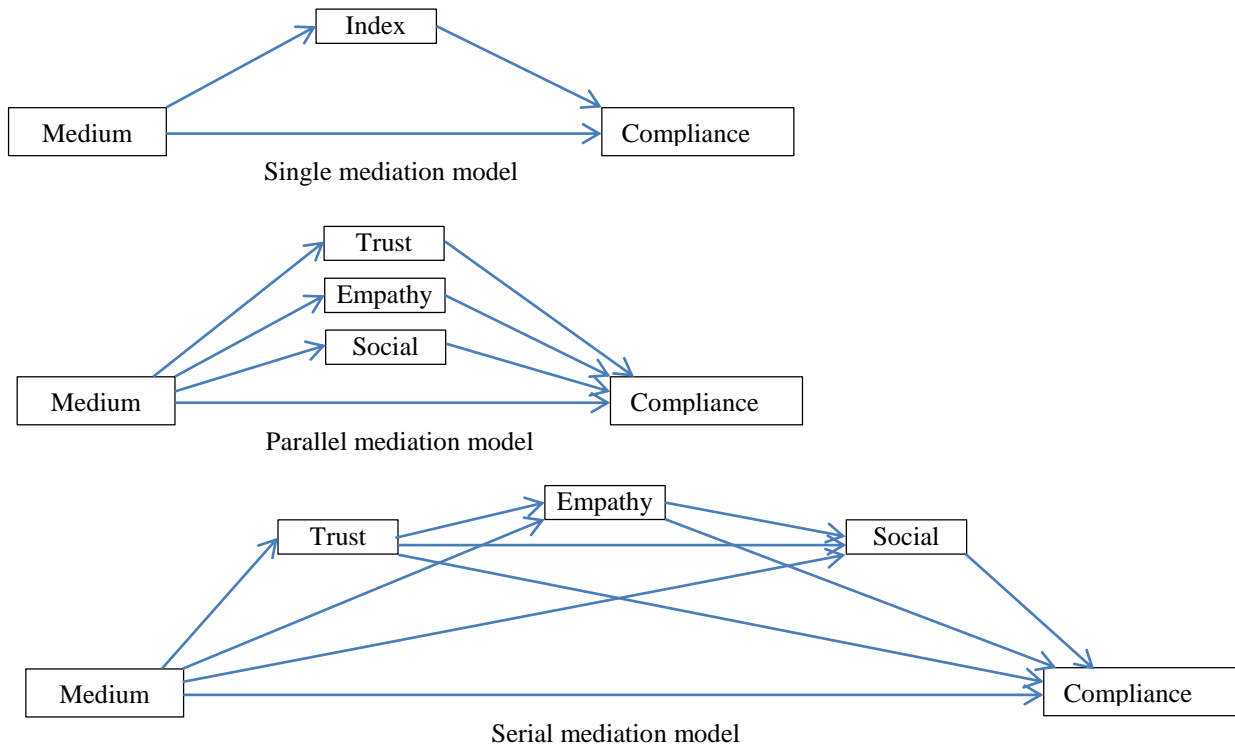 Index
Medium
Compliance
Single mediation model
Trust
Empathy
Social
Medium
Compliance
Parallel mediation model
Empathy
Trust
Social
Medium
Compliance
Serial mediation model